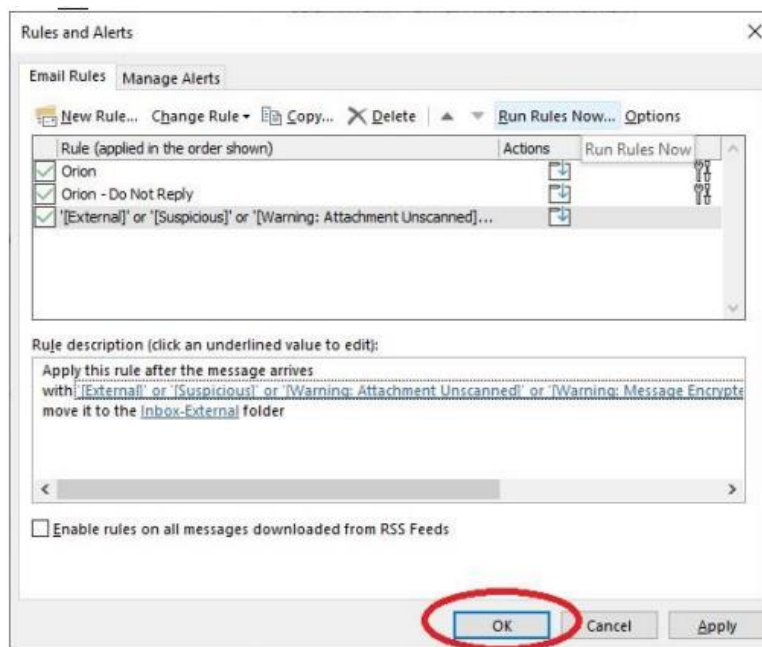 Rules and Alerts
Email Rules Manage Alerts
New Rule... Change Rule Copy... Delete Run Rules Now... Options
Rule (applied in the order shown) Actions Run Rules Now
Orion
Orion - Do Not Reply
'[External]' or '[Suspicious]' or '[Warning: Attachment Unscanned]...
Rule description (click an underlined value to edit):
Apply this rule after the message arrives
with '[External]' or '[Suspicious]' or '[Warning: Attachment Unscanned]' or '[Warning: Message Encrypte
move it to the Inbox-External folder
Enable rules on all messages downloaded from RSS Feeds
OK Cancel Apply